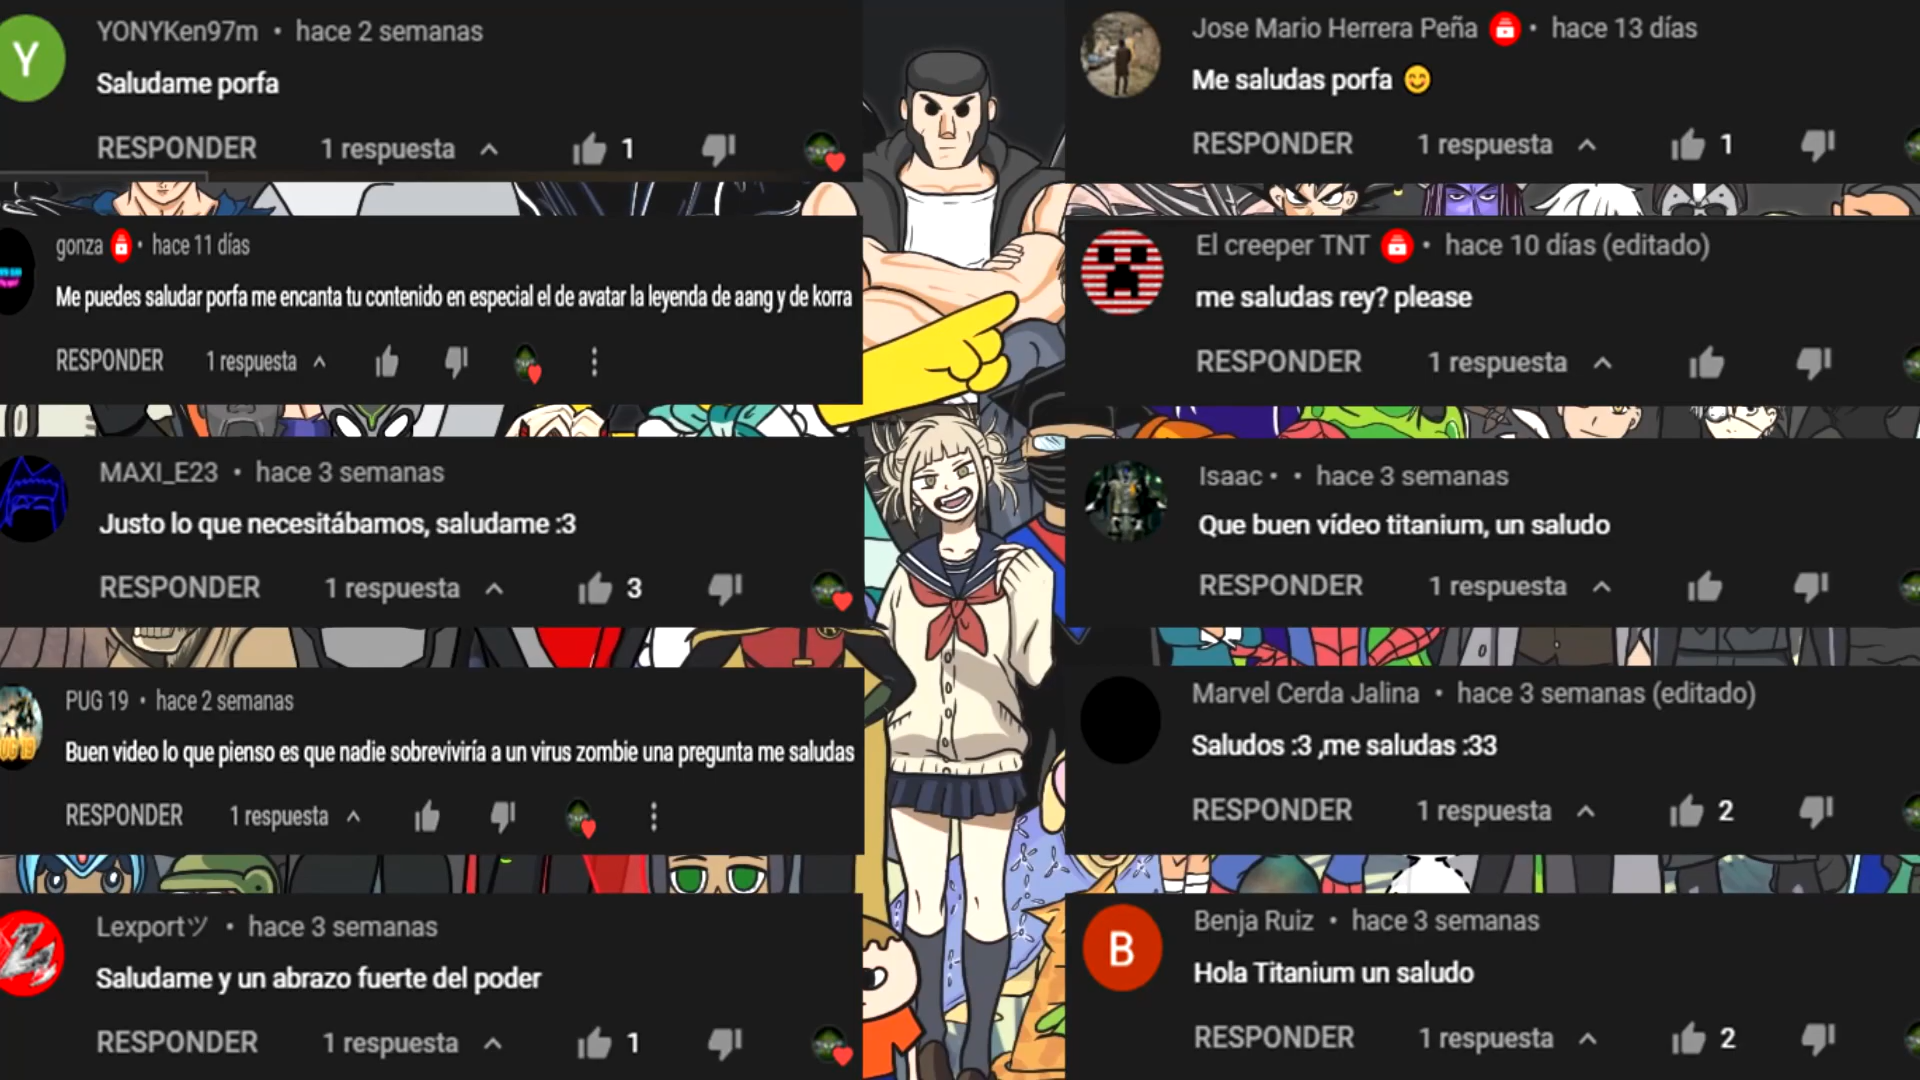 Y
YONYKen97m • hace 2 semanas
Saludame porfa
RESPONDER 1 respuesta 1
gonza • hace 11 días
Me puedes saludar porfa me encanta tu contenido en especial el de avatar la leyenda de aang y de korra
RESPONDER 1 respuesta
MAXI_E23 • hace 3 semanas
Justo lo que necesitábamos, saludame :3
RESPONDER 1 respuesta 3
PUG 19 • hace 2 semanas
Buen video lo que pienso es que nadie sobreviviría a un virus zombie una pregunta me saludas
RESPONDER 1 respuesta
Lexportツ • hace 3 semanas
Saludame y un abrazo fuerte del poder
RESPONDER 1 respuesta 1
Jose Mario Herrera Peña • hace 13 días
Me saludas porfa 😊
RESPONDER 1 respuesta 1
El creeper TNT • hace 10 días (editado)
me saludas rey? please
RESPONDER 1 respuesta
Isaac • • hace 3 semanas
Que buen vídeo titanium, un saludo
RESPONDER 1 respuesta
Marvel Cerda Jalina • hace 3 semanas (editado)
Saludos :3 ,me saludas :33
RESPONDER 1 respuesta 2
B
Benja Ruiz • hace 3 semanas
Hola Titanium un saludo
RESPONDER 1 respuesta 2